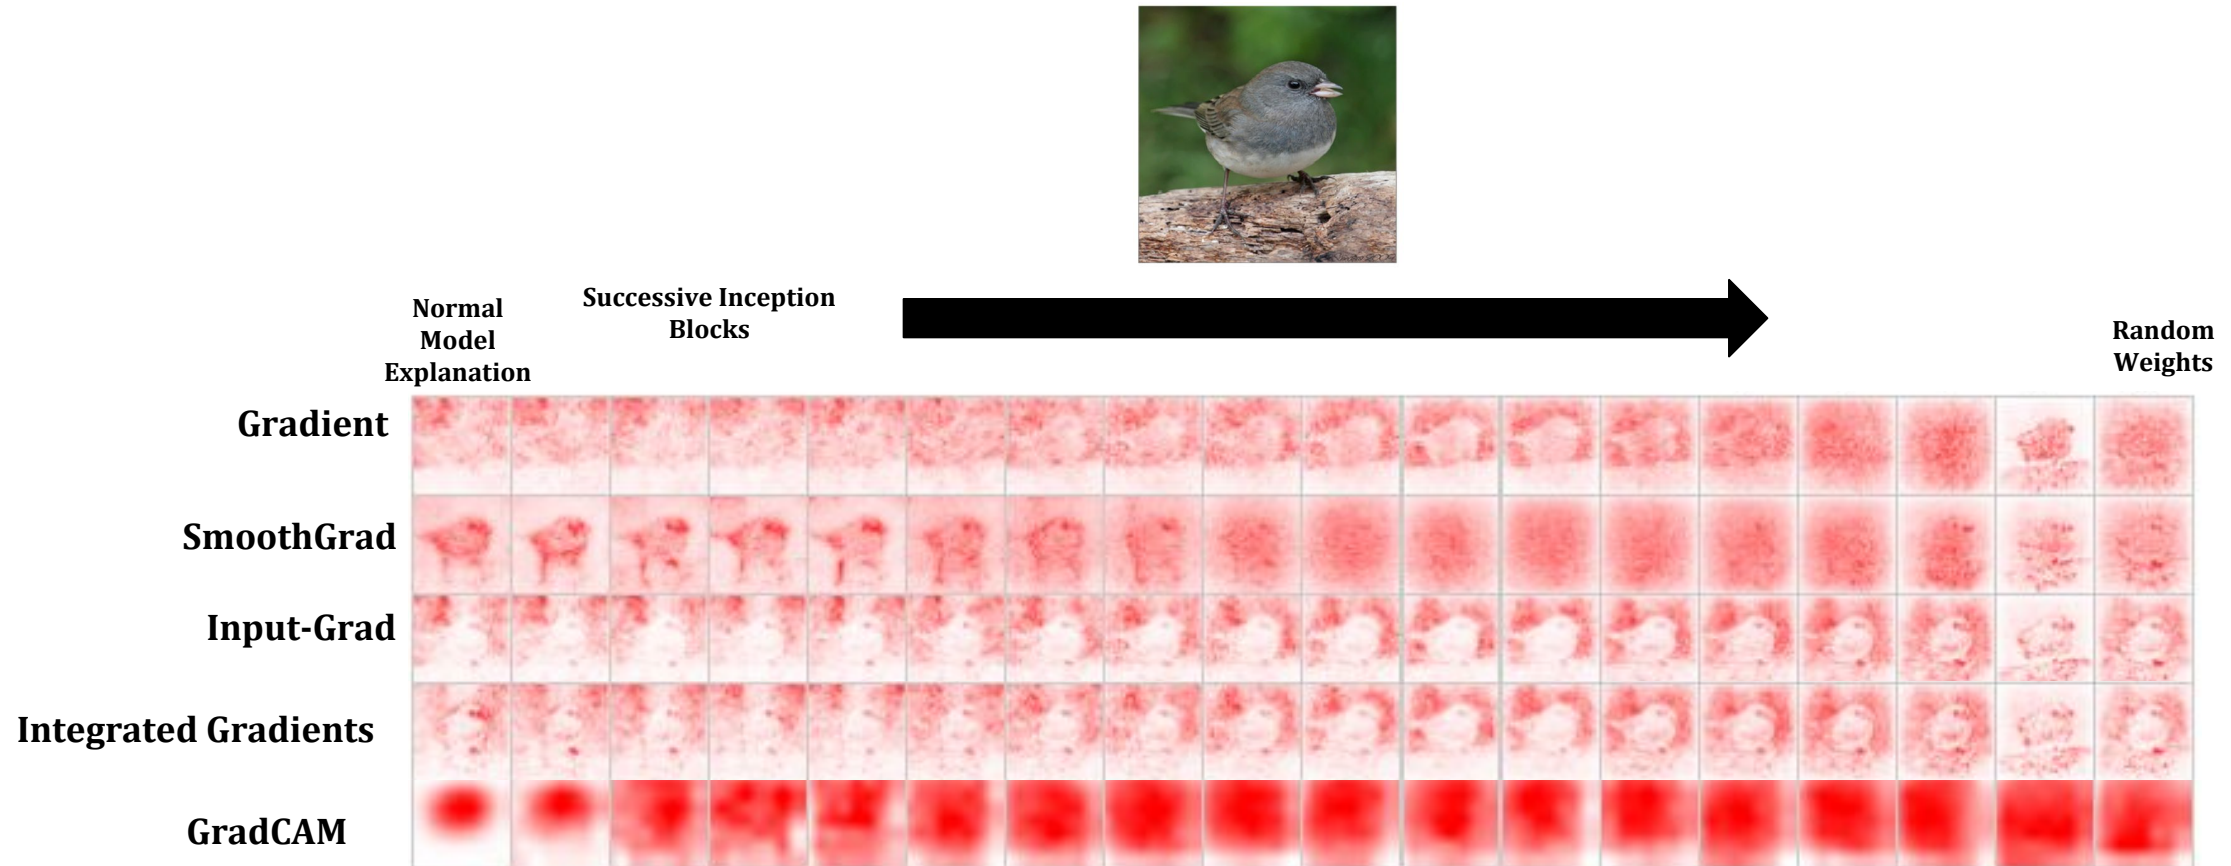 Normal
Model
Explanation
Successive Inception
Blocks
Random
Weights
Gradient
SmoothGrad
Input-Grad
Integrated Gradients
GradCAM